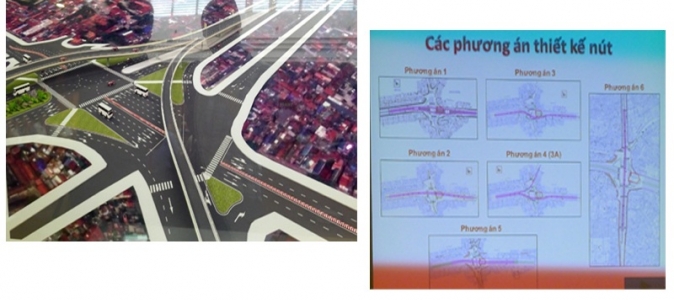 Các phương án thiết kế nút
Phương án 1
Phương án 3
Phương án 6
Phương án 2
Phương án 4 (3A)
Phương án 5